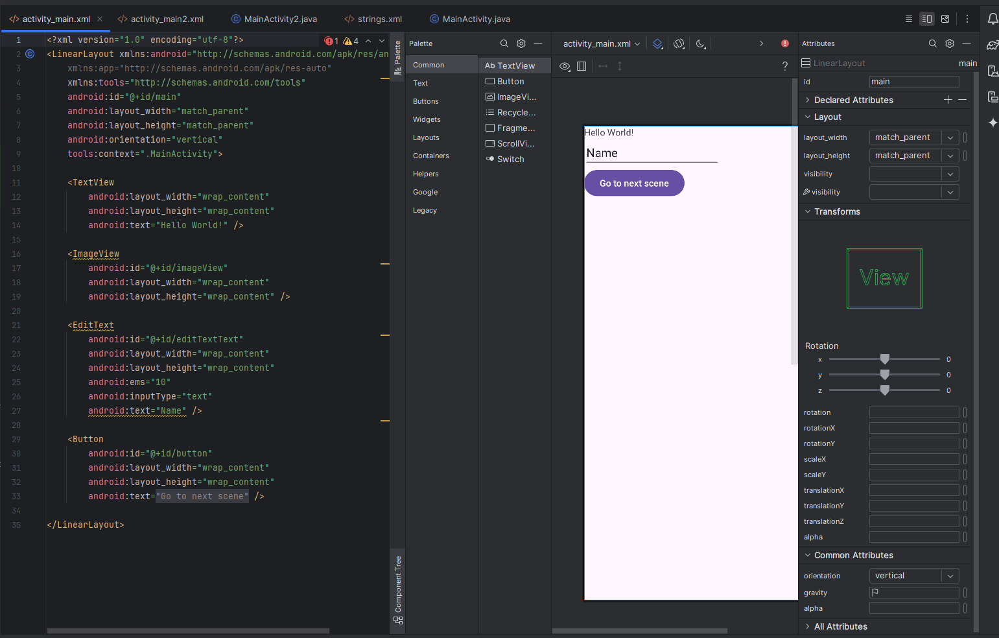 activity_main.xml
activity_main2.xml
MainActivity2.java
strings.xml
MainActivity.java
1 <?xml version="1.0" encoding="utf-8"?>
1 4
2 <LinearLayout xmlns:android="http://schemas.android.com/apk/res/an
3 xmlns:app="http://schemas.android.com/apk/res-auto"
4 xmlns:tools="http://schemas.android.com/tools"
5 android:id="@+id/main"
6 android:layout_width="match_parent"
7 android:layout_height="match_parent"
8 android:orientation="vertical"
9 tools:context=".MainActivity">
10
11 <TextView
12 android:layout_width="wrap_content"
13 android:layout_height="wrap_content"
14 android:text="Hello World!" />
15
16 <ImageView
17 android:id="@+id/imageView"
18 android:layout_width="wrap_content"
19 android:layout_height="wrap_content" />
20
21 <EditText
22 android:id="@+id/editTextText"
23 android:layout_width="wrap_content"
24 android:layout_height="wrap_content"
25 android:ems="10"
26 android:inputType="text"
27 android:text="Name" />
28
29 <Button
30 android:id="@+id/button"
31 android:layout_width="wrap_content"
32 android:layout_height="wrap_content"
33 android:text="Go to next scene" />
34
35 </LinearLayout>
Palette
Component Tree
Palette
Common
Text
Buttons
Widgets
Layouts
Containers
Helpers
Google
Legacy
Ab TextView
Button
ImageVi...
Recycle...
Fragme...
ScrollVi...
Switch
activity_main.xml
?
Hello World!
Name
Go to next scene
Attributes
LinearLayout main
id main
Declared Attributes
Layout
layout_width match_parent
layout_height match_parent
visibility
visibility
Transforms
View
Rotation
x 0
y 0
z 0
rotation
rotationX
rotationY
scaleX
scaleY
translationX
translationY
translationZ
alpha
Common Attributes
orientation vertical
gravity
alpha
All Attributes